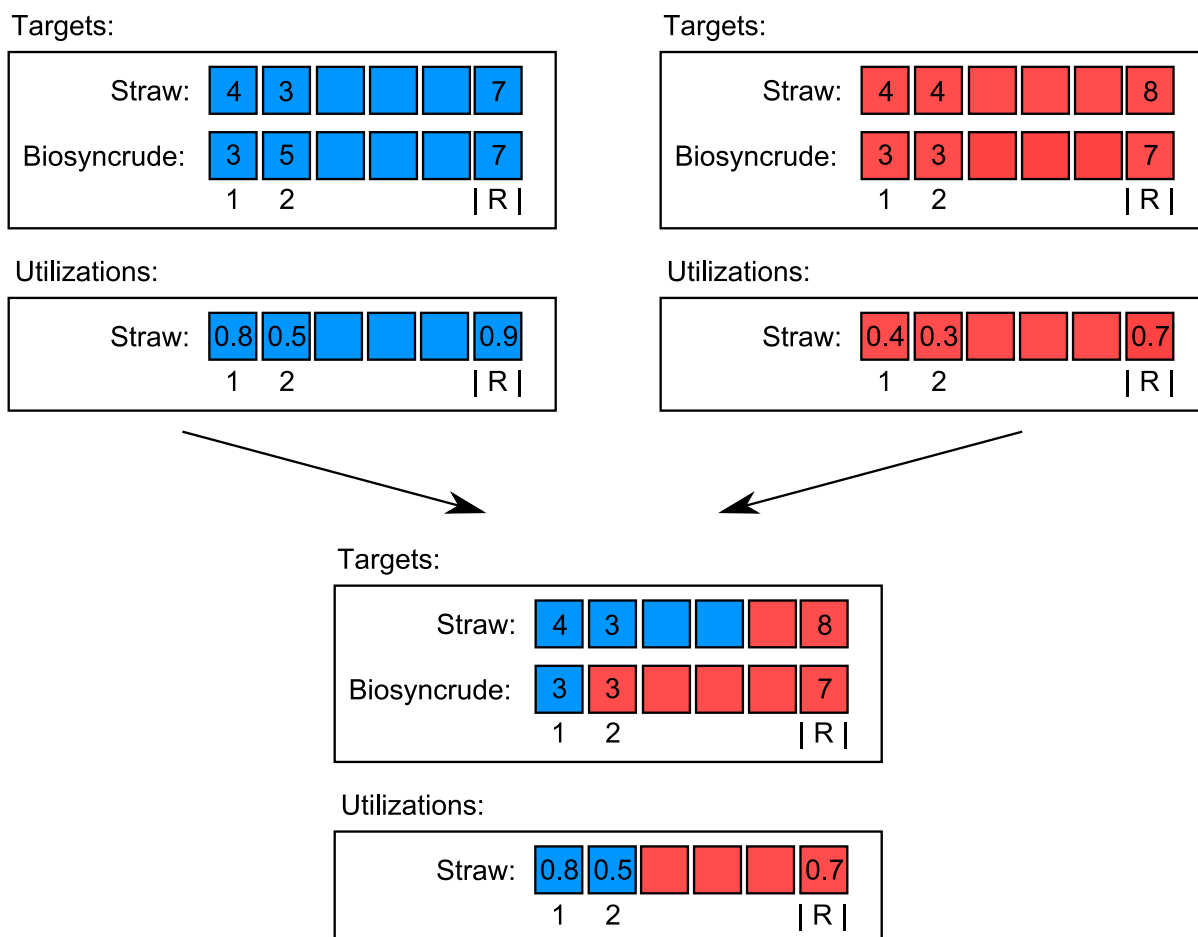 Targets:
Straw: 4 3 7
Biosyncrude: 3 5 7
1 2 | R |
Utilizations:
Straw: 0.8 0.5 0.9
1 2 | R |
Targets:
Straw: 4 4 8
Biosyncrude: 3 3 7
1 2 | R |
Utilizations:
Straw: 0.4 0.3 0.7
1 2 | R |
Targets:
Straw: 4 3 8
Biosyncrude: 3 3 7
1 2 | R |
Utilizations:
Straw: 0.8 0.5 0.7
1 2 | R |